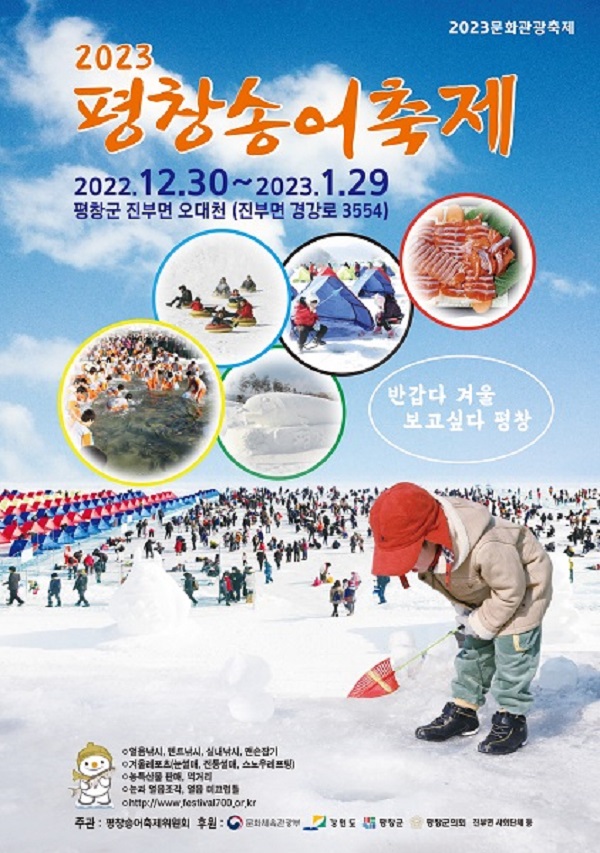 2023문화관광축제
2023
평창송어축제
2022.12.30~2023.1.29
평창군 진부면 오대천 (진부면 경강로 3554)
반갑다 겨울
보고싶다 평창
○얼음낚시, 텐트낚시, 실내낚시, 맨손잡기
○겨울레포츠(눈썰매, 전통썰매, 스노우래프팅)
○농특산물 판매, 먹거리
○눈과 얼음조각, 얼음 미끄럼틀
○http://www.festival700.or.kr
주관 : 평창송어축제위원회 후원 : 문화체육관광부 강원도 평창군 평창군의회 진부면 사회단체 등